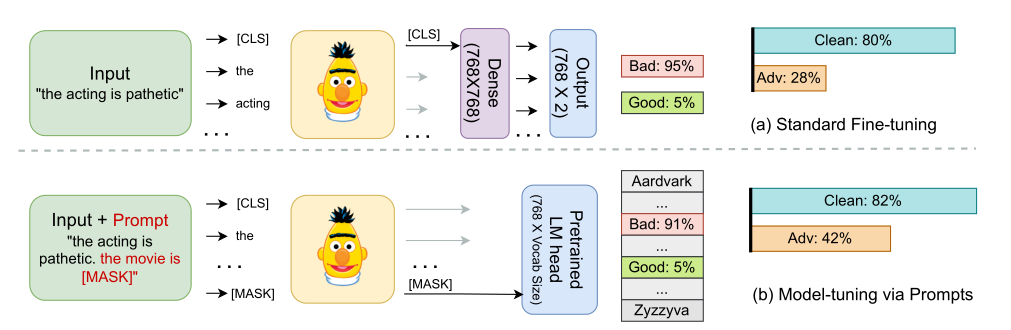 Input
"the acting is pathetic"
[CLS]
the
acting
...
[CLS]
...
Dense
(768X768)
...
Output
(768 X 2)
Bad: 95%
Good: 5%
Clean: 80%
Adv: 28%
(a) Standard Fine-tuning
Input + Prompt
"the acting is
pathetic. the movie is
[MASK]"
[CLS]
the
...
[MASK]
...
[MASK]
Pretrained
LM head
(768 X Vocab Size)
Aardvark
...
Bad: 91%
...
Good: 5%
...
Zyzzyva
Clean: 82%
Adv: 42%
(b) Model-tuning via Prompts